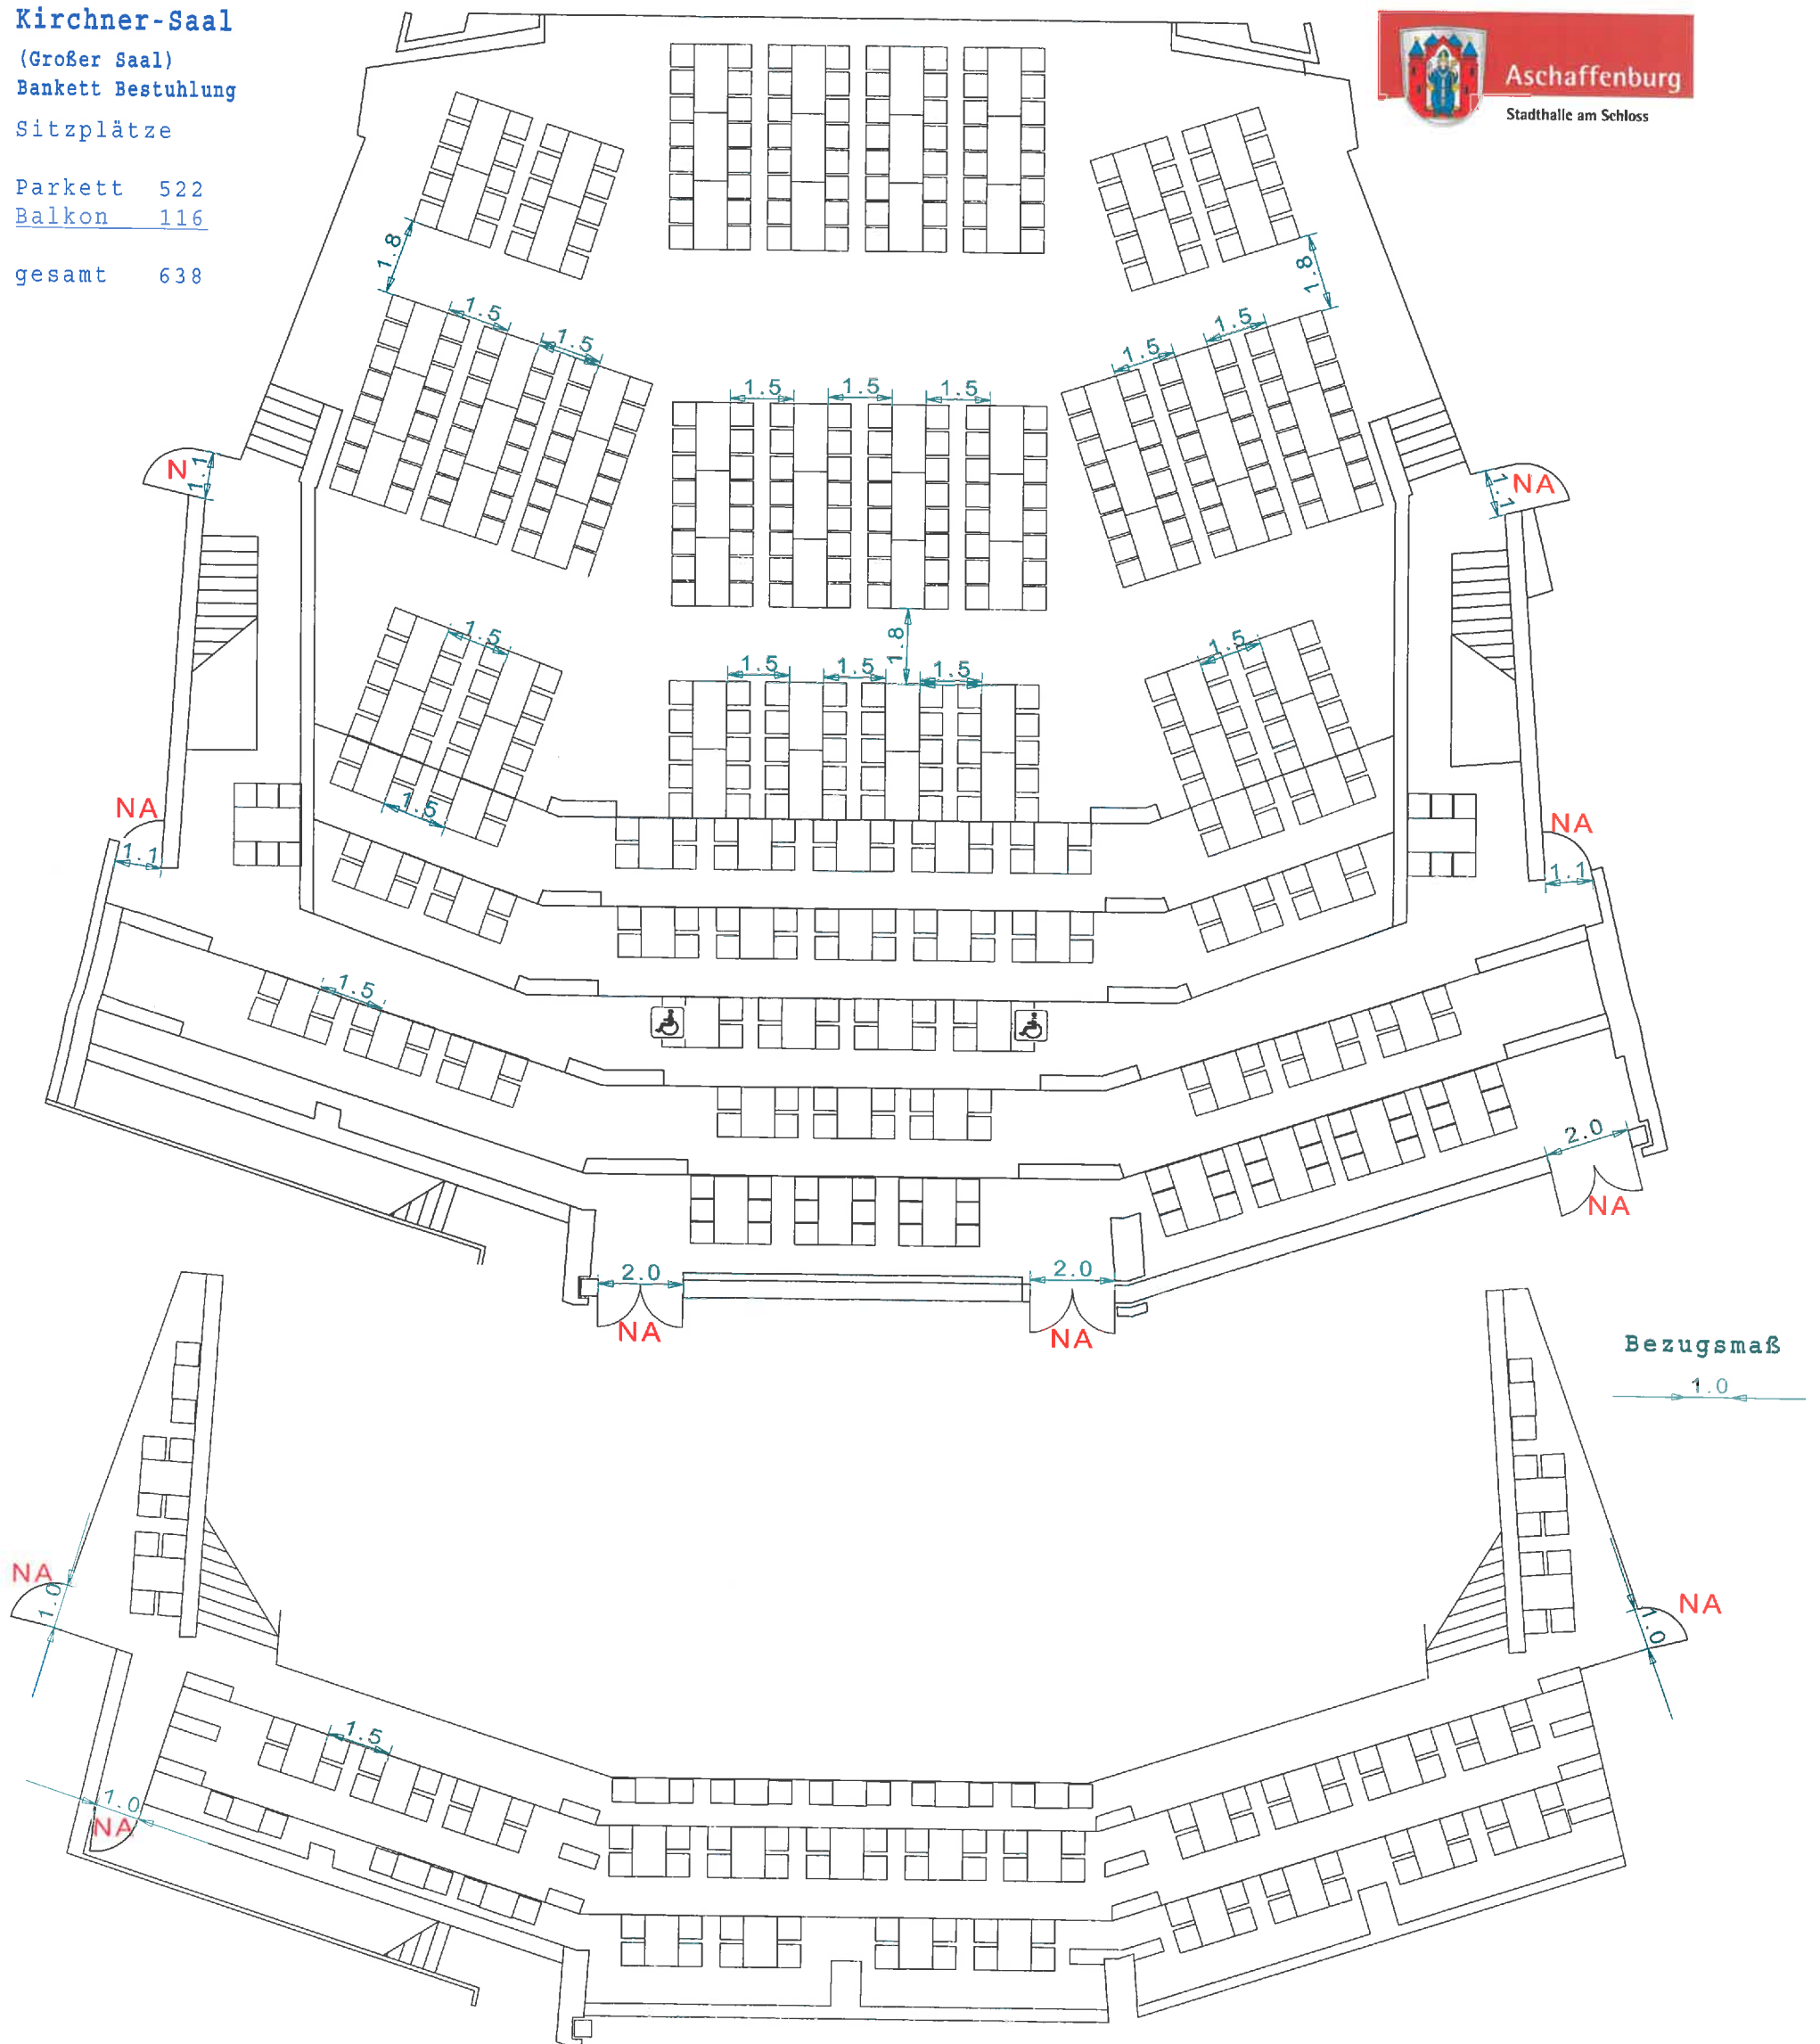 Kirchner-Saal
(Großer Saal)
Bankett Bestuhlung
Sitzplätze
Parkett 522
Balkon 116
gesamt 638
Aschaffenburg
Stadthalle am Schloss
1.8
1.8
1.5
1.5
1.5
1.5
1.5
1.5
1.5
N
1.1
1.1
NA
1.5
1.8
1.5
1.5
1.5
1.5
1.5
NA
1.1
NA
1.1
1.5
2.0
NA
2.0
NA
2.0
NA
Bezugsmaß
1.0
NA
1.0
NA
1.0
1.5
1.0
NA